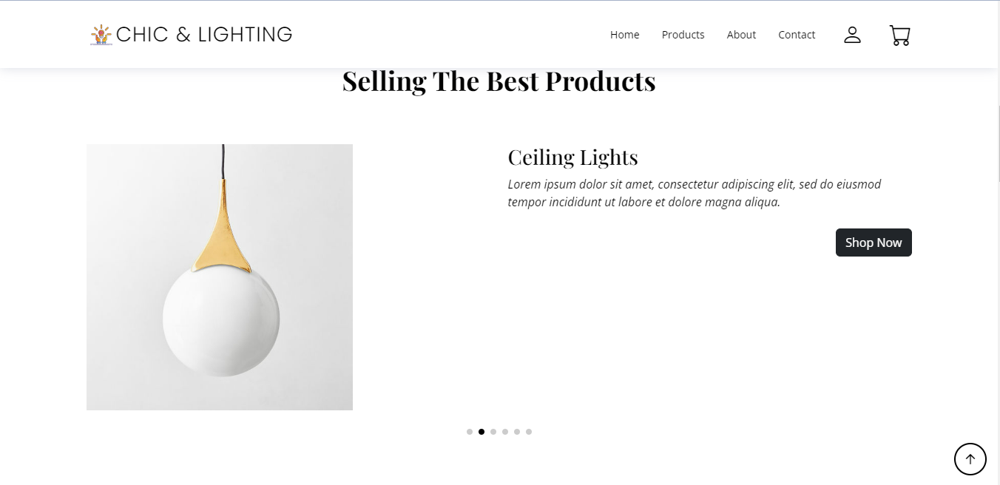 CHIC & LIGHTING
Home
Products
About
Contact
Selling The Best Products
Ceiling Lights
Lorem ipsum dolor sit amet, consectetur adipiscing elit, sed do eiusmod
tempor incididunt ut labore et dolore magna aliqua.
Shop Now